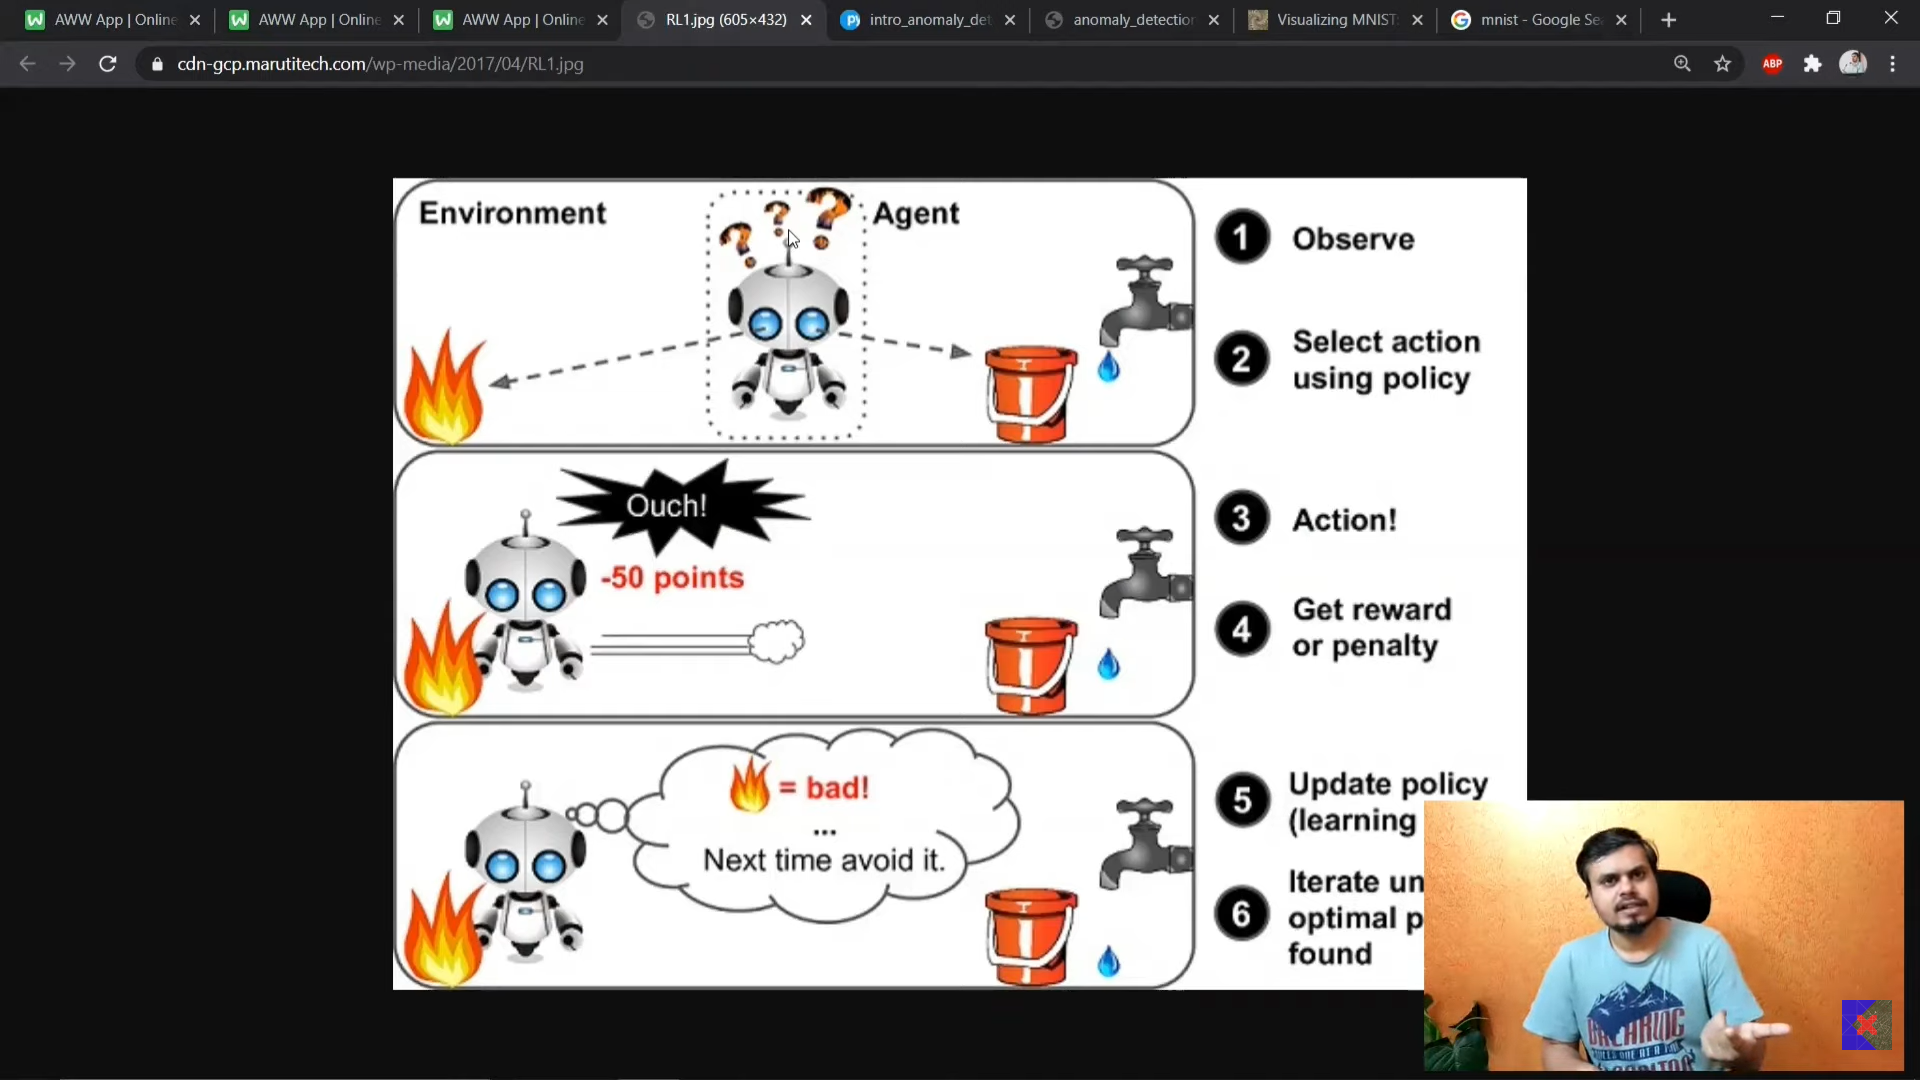 AWW App | Online
AWW App | Online
AWW App | Online
RL1.jpg (605×432)
intro_anomaly_det
anomaly_detection
Visualizing MNIST
mnist - Google Se
cdn-gcp.marutitech.com/wp-media/2017/04/RL1.jpg
ABP
Environment
Agent
1 Observe
2 Select action
using policy
Ouch!
-50 points
3 Action!
4 Get reward
or penalty
= bad!
...
Next time avoid it.
5 Update policy
(learning
6 Iterate un
optimal p
found
BREAKING